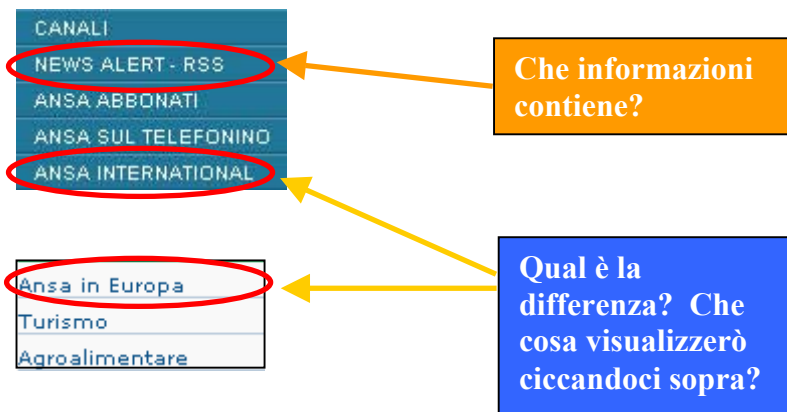 CANALI
NEWS ALERT - RSS
ANSA ABBONATI
ANSA SUL TELEFONINO
ANSA INTERNATIONAL
Che informazioni
contiene?
Ansa in Europa
Turismo
Agroalimentare
Qual è la
differenza? Che
cosa visualizzerò
ciccandoci sopra?